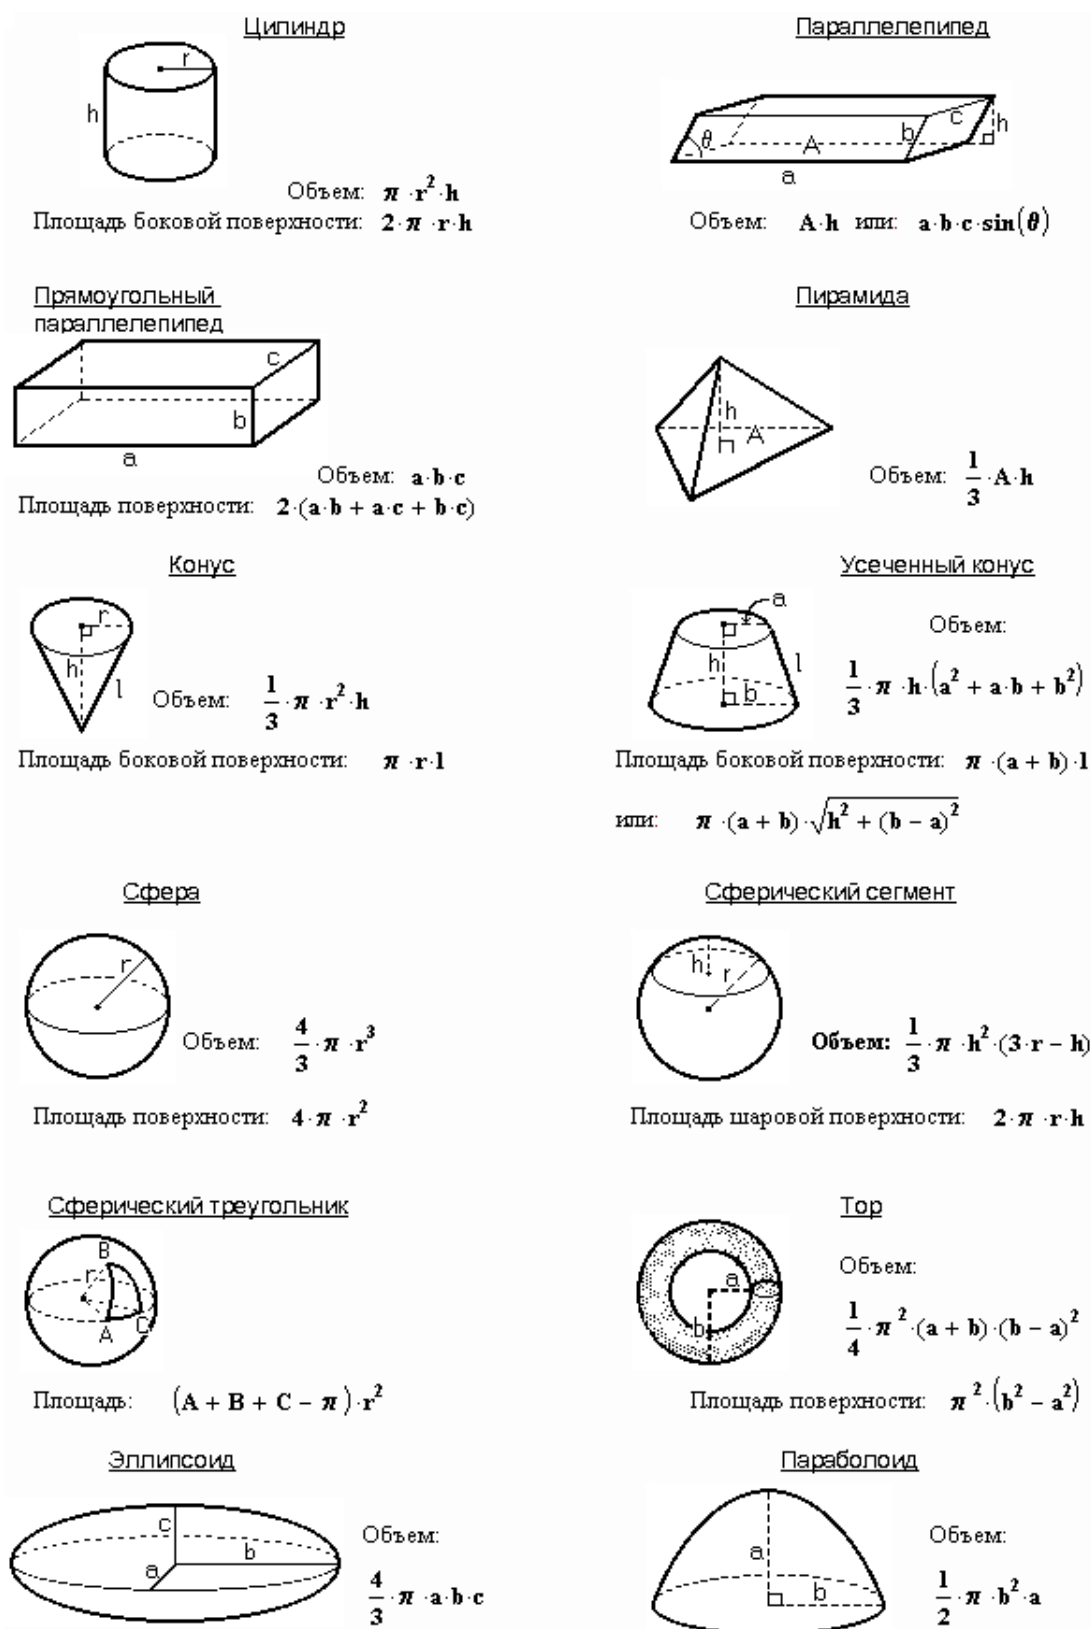 Цилиндр
r
h
Объем: π · r² · h
Площадь боковой поверхности: 2 · π · r · h
Параллелепипед
θ
A
b
c
h
a
Объем: A · h или: a · b · c · sin(θ)
Прямоугольный
параллелепипед
c
b
a
Объем: a · b · c
Площадь поверхности: 2 · (a · b + a · c + b · c)
Пирамида
h
A
Объем: 1/3 · A · h
Конус
r
h
l
Объем: 1/3 · π · r² · h
Площадь боковой поверхности: π · r · l
Усеченный конус
a
h
l
b
Объем:
1/3 · π · h · (a² + a · b + b²)
Площадь боковой поверхности: π · (a + b) · l
или: π · (a + b) · √(h² + (b − a)²)
Сфера
r
Объем: 4/3 · π · r³
Площадь поверхности: 4 · π · r²
Сферический сегмент
h
r
Объем: 1/3 · π · h² · (3 · r − h)
Площадь шаровой поверхности: 2 · π · r · h
Сферический треугольник
B
r
A
C
Площадь: (A + B + C − π) · r²
Тор
a
b
Объем:
1/4 · π² · (a + b) · (b − a)²
Площадь поверхности: π² · (b² − a²)
Эллипсоид
c
b
a
Объем:
4/3 · π · a · b · c
Параболоид
a
b
Объем:
1/2 · π · b² · a